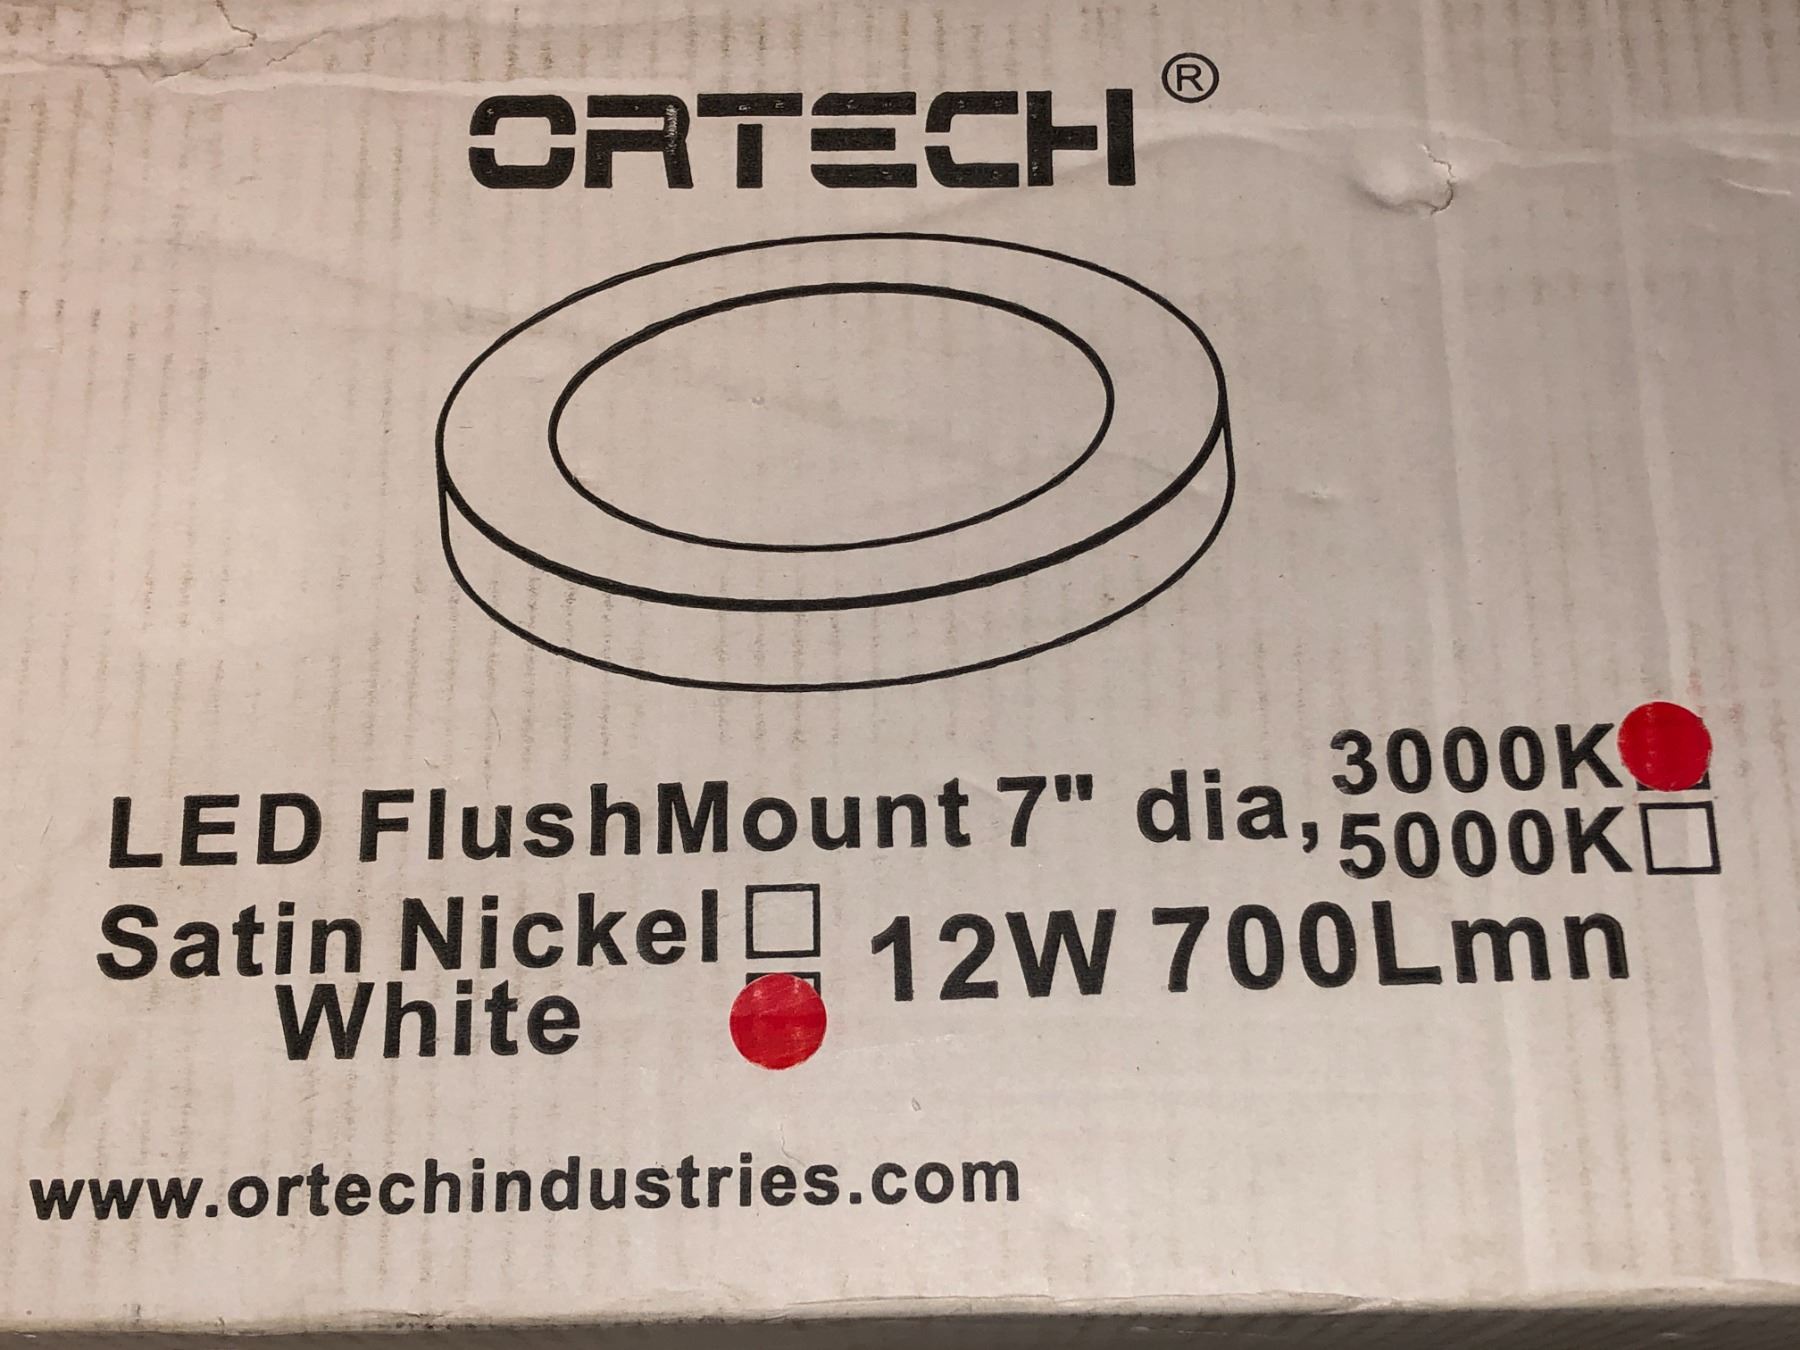 ORTECH®
LED FlushMount 7" dia, 3000K
5000K
Satin Nickel 12W 700Lmn
White
www.ortechindustries.com